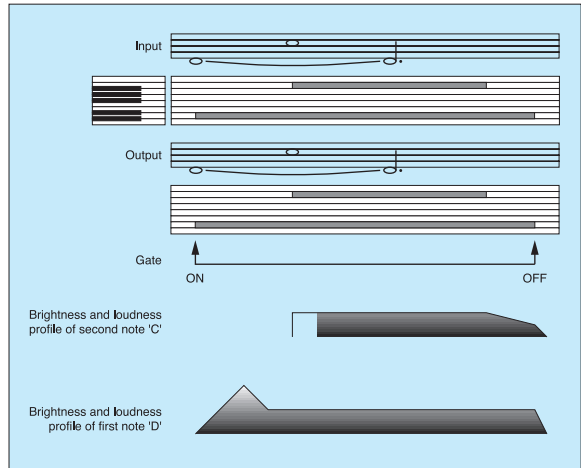 Input
Output
Gate
ON
OFF
Brightness and loudness
profile of second note 'C'
Brightness and loudness
profile of first note 'D'